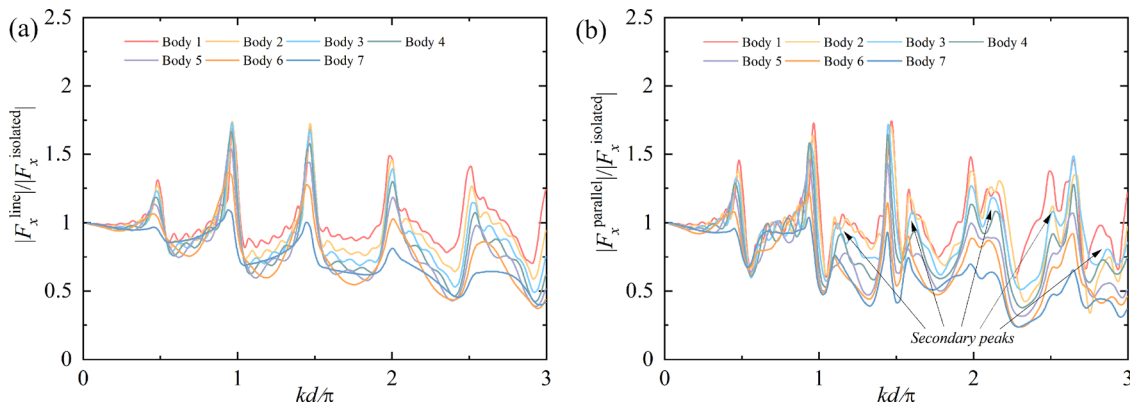 (a)
2.5
2
1.5
1
0.5
0
|F_x^line|/|F_x^isolated|
Body 1 Body 2 Body 3 Body 4
Body 5 Body 6 Body 7
0 1 2 3
kd/π
(b)
2.5
2
1.5
1
0.5
0
|F_x^parallel|/|F_x^isolated|
Body 1 Body 2 Body 3 Body 4
Body 5 Body 6 Body 7
Secondary peaks
0 1 2 3
kd/π